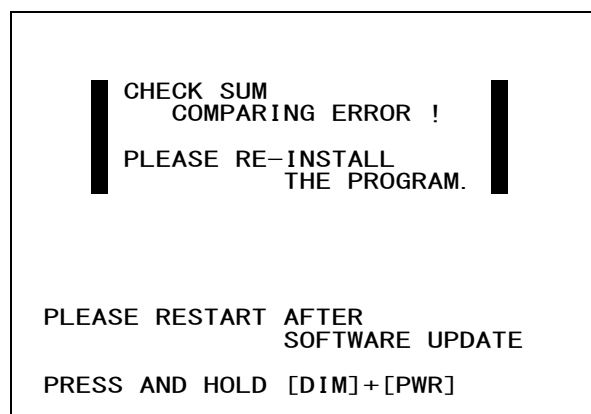 CHECK SUM
COMPARING ERROR !
PLEASE RE-INSTALL
THE PROGRAM.
PLEASE RESTART AFTER
SOFTWARE UPDATE
PRESS AND HOLD [DIM]+[PWR]